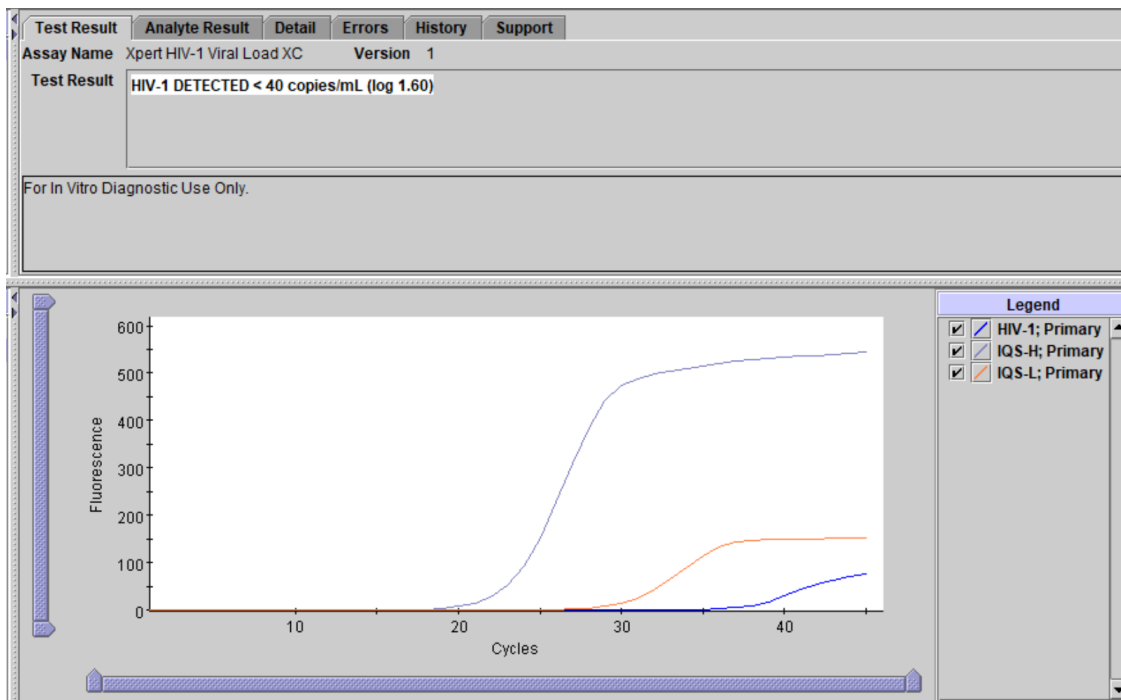 Test Result Analyte Result Detail Errors History Support
Assay Name Xpert HIV-1 Viral Load XC Version 1
Test Result HIV-1 DETECTED < 40 copies/mL (log 1.60)
For In Vitro Diagnostic Use Only.
Legend
HIV-1; Primary
IQS-H; Primary
IQS-L; Primary
Fluorescence
600
500
400
300
200
100
0
10 20 30 40
Cycles